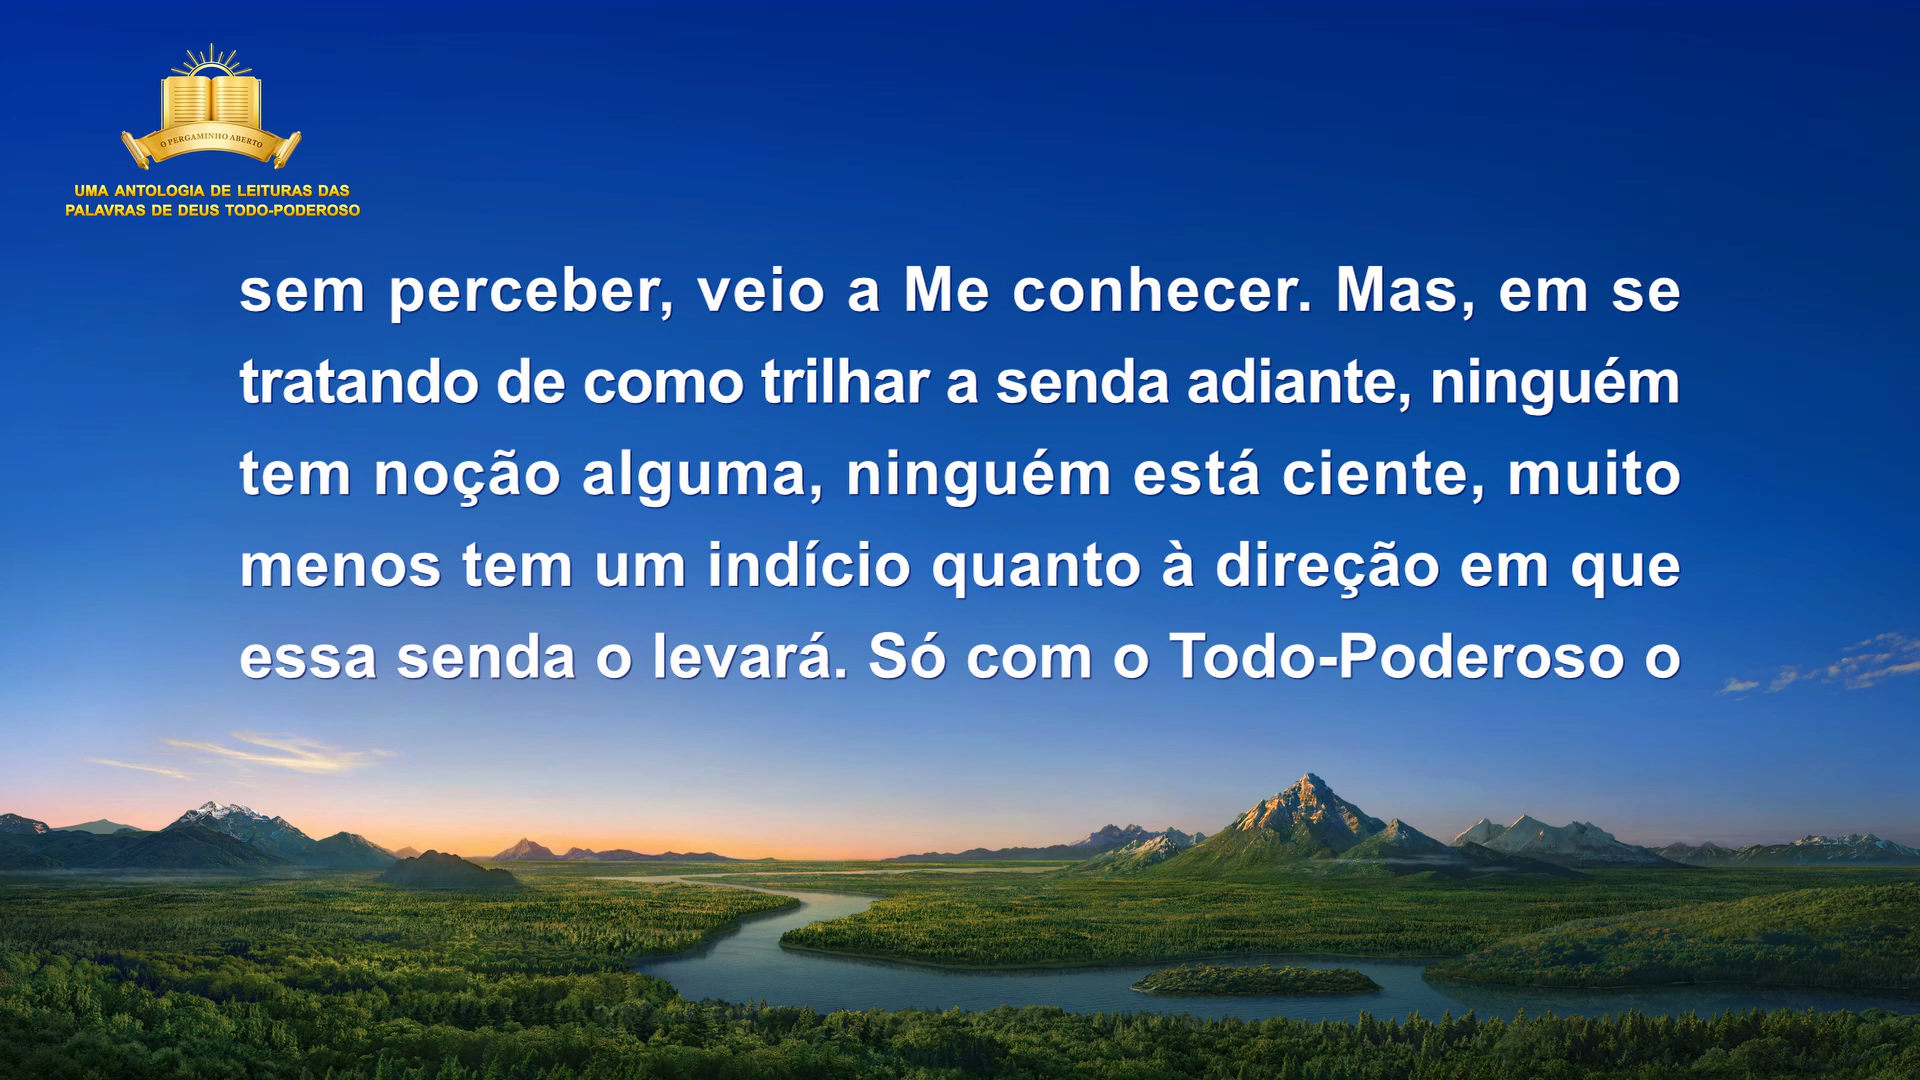 O PERGAMINHO ABERTO
UMA ANTOLOGIA DE LEITURAS DAS
PALAVRAS DE DEUS TODO-PODEROSO
sem perceber, veio a Me conhecer. Mas, em se
tratando de como trilhar a senda adiante, ninguém
tem noção alguma, ninguém está ciente, muito
menos tem um indício quanto à direção em que
essa senda o levará. Só com o Todo-Poderoso o